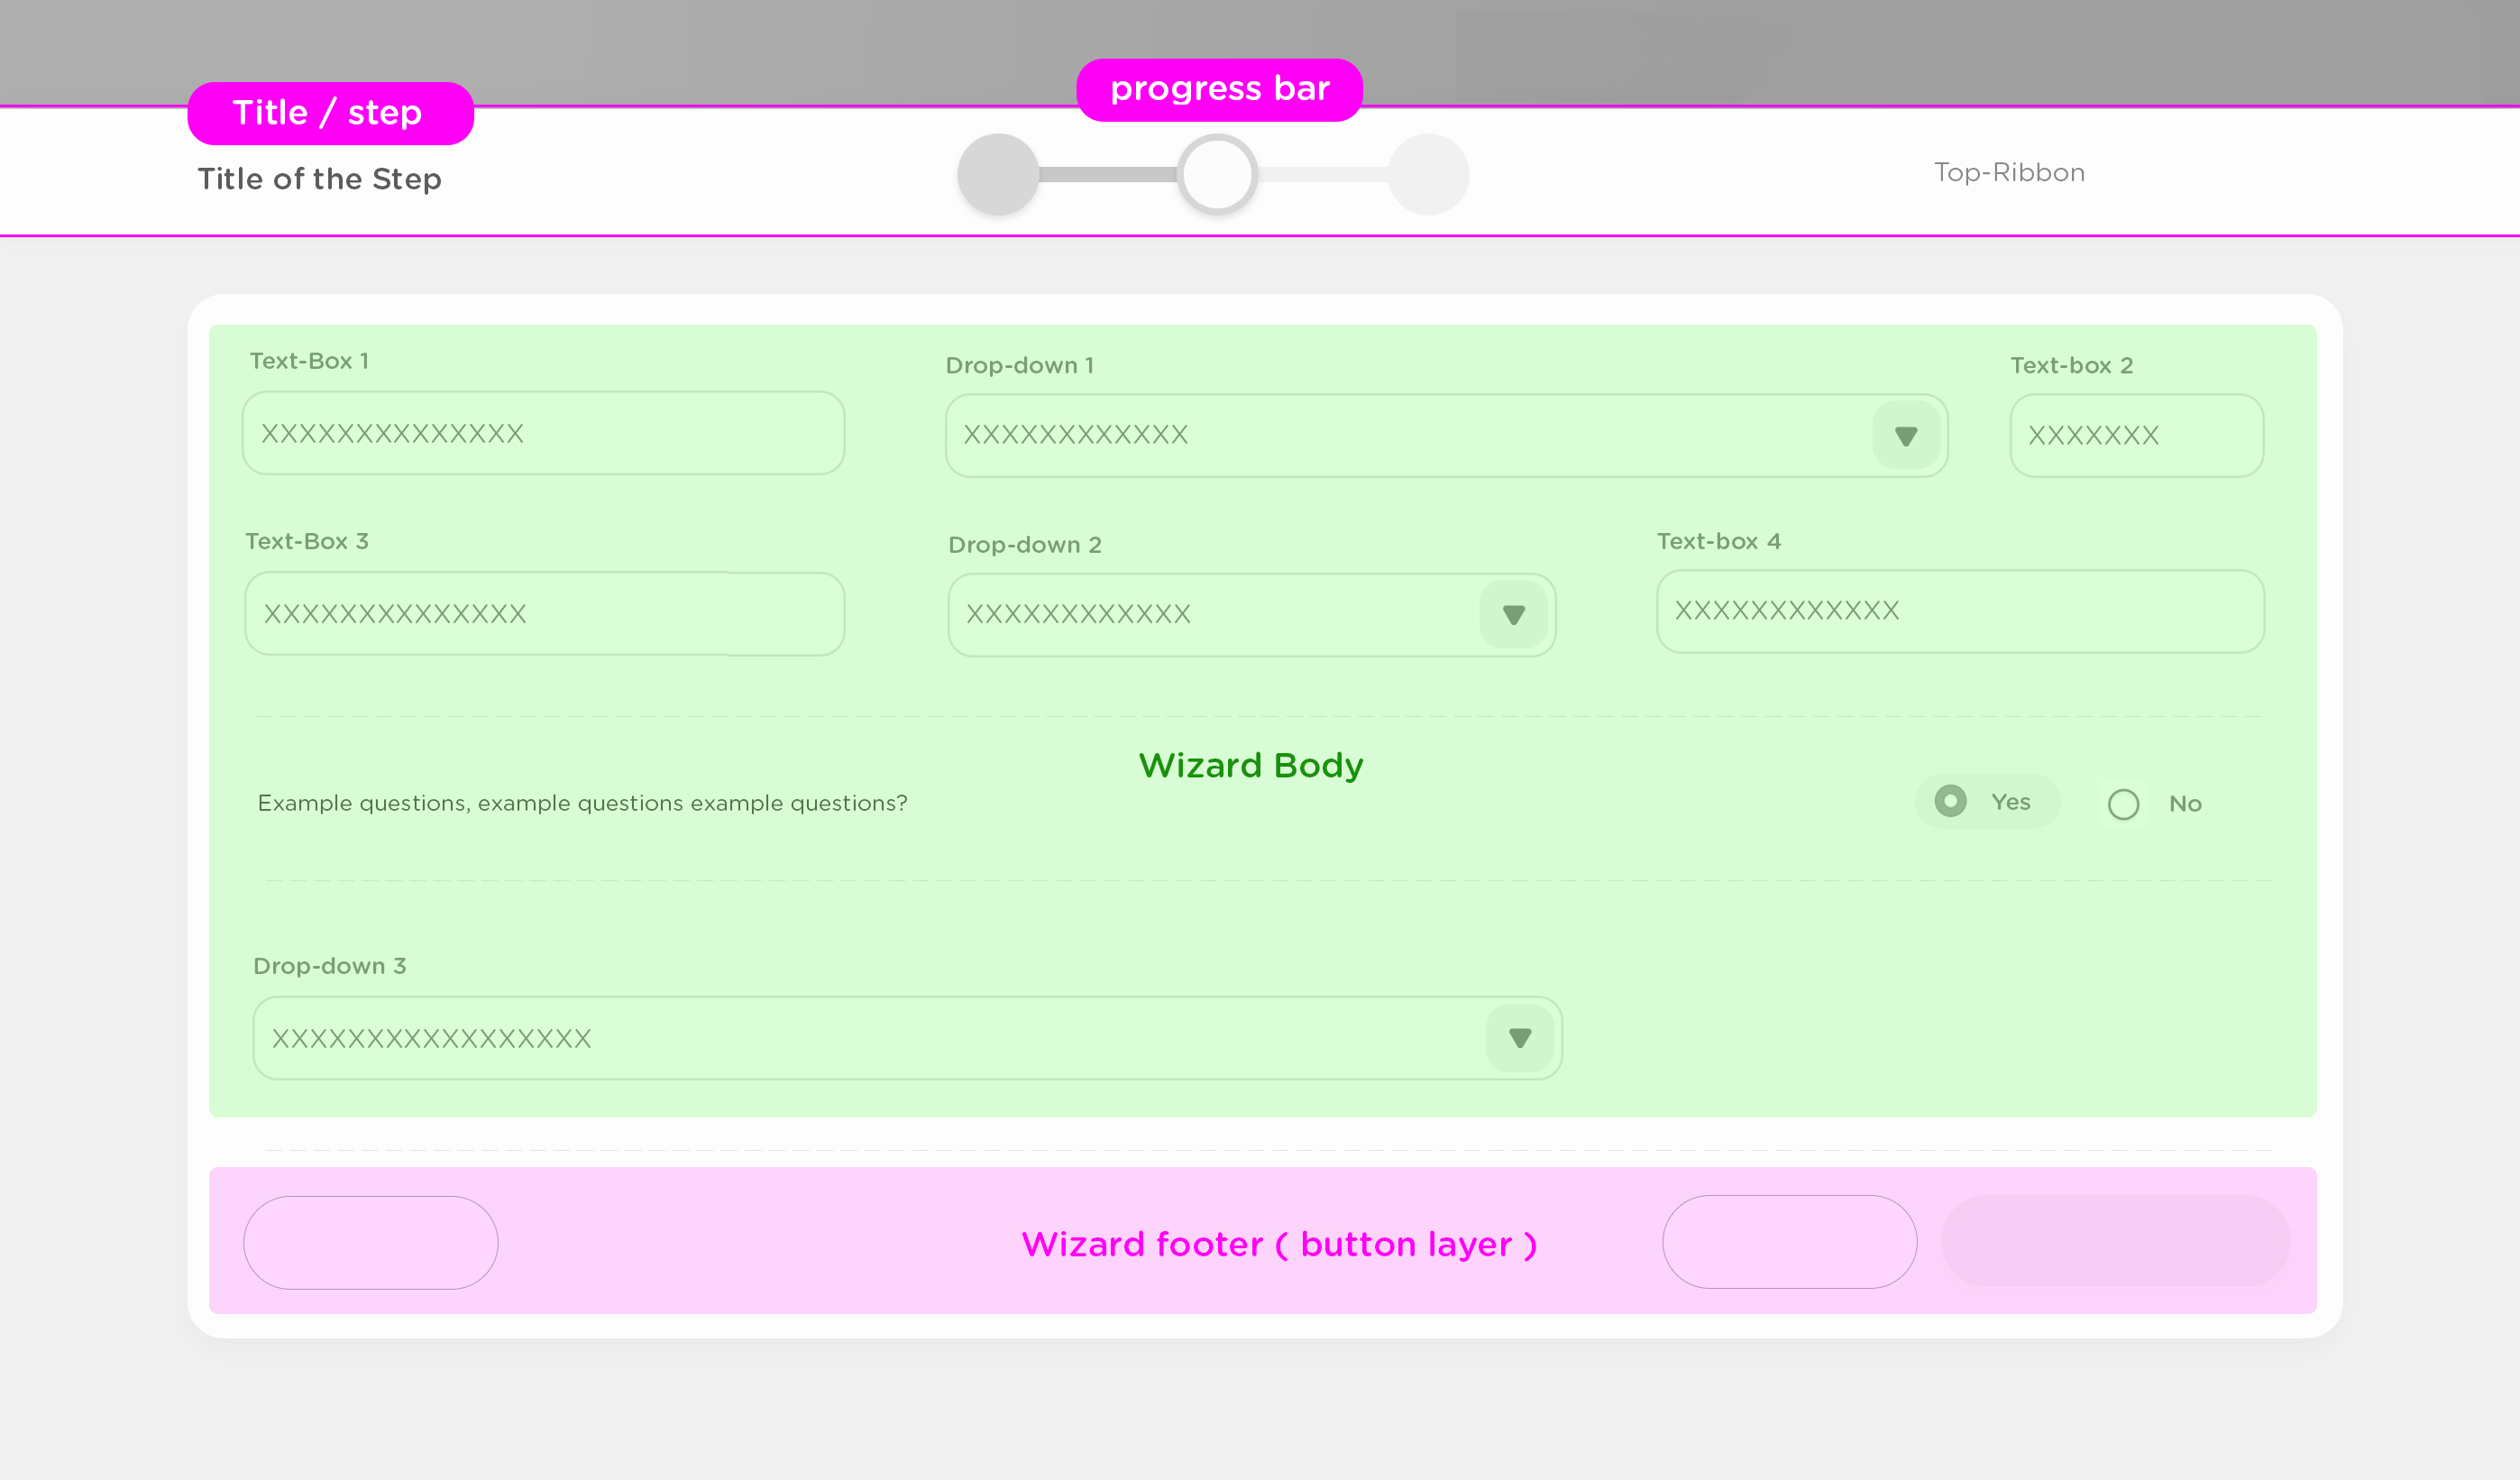 progress bar
Title / step
Title of the Step
Top-Ribbon
Text-Box 1
Drop-down 1
Text-box 2
XXXXXXXXXXXXXX
XXXXXXXXXXXX
XXXXXXX
Text-Box 3
Drop-down 2
Text-box 4
XXXXXXXXXXXXXX
XXXXXXXXXXXX
XXXXXXXXXXXX
Wizard Body
Example questions, example questions example questions?
Yes
No
Drop-down 3
XXXXXXXXXXXXXXXXX
Wizard footer ( button layer )